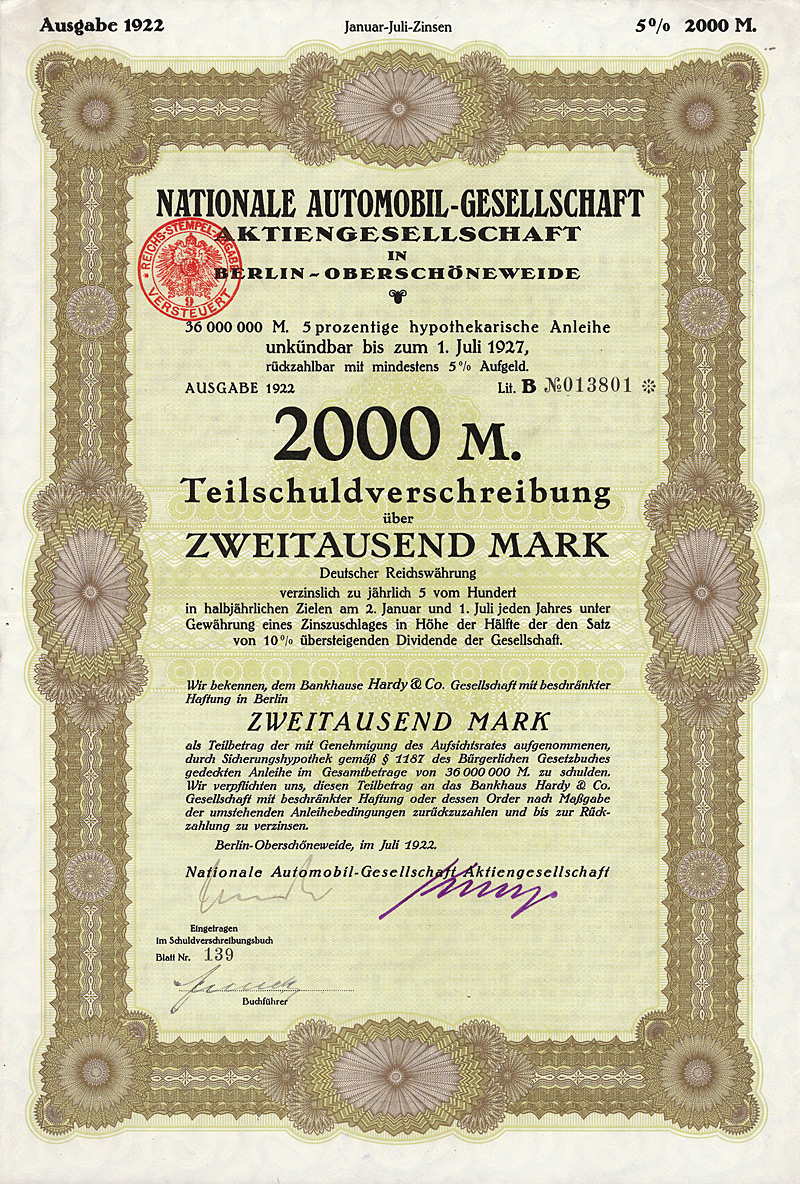 Ausgabe 1922 Januar-Juli-Zinsen 5% 2000 M.
NATIONALE AUTOMOBIL-GESELLSCHAFT
AKTIENGESELLSCHAFT
IN
BERLIN-OBERSCHÖNEWEIDE
REICHS-STEMPEL-ABGABE
9
VERSTEUERT
36 000 000 M. 5 prozentige hypothekarische Anleihe
unkündbar bis zum 1. Juli 1927,
rückzahlbar mit mindestens 5% Aufgeld.
AUSGABE 1922 Lit. B № 013801 ※
2000 M.
Teilschuldverschreibung
über
ZWEITAUSEND MARK
Deutscher Reichswährung
verzinslich zu jährlich 5 vom Hundert
in halbjährlichen Zielen am 2. Januar und 1. Juli jeden Jahres unter
Gewährung eines Zinszuschlages in Höhe der Hälfte der den Satz
von 10% übersteigenden Dividende der Gesellschaft.
Wir bekennen, dem Bankhause Hardy & Co. Gesellschaft mit beschränkter
Haftung in Berlin
ZWEITAUSEND MARK
als Teilbetrag der mit Genehmigung des Aufsichtsrates aufgenommenen,
durch Sicherungshypothek gemäß § 1187 des Bürgerlichen Gesetzbuches
gedeckten Anleihe im Gesamtbetrage von 36 000 000 M. zu schulden.
Wir verpflichten uns, diesen Teilbetrag an das Bankhaus Hardy & Co.
Gesellschaft mit beschränkter Haftung oder dessen Order nach Maßgabe
der umstehenden Anleihebedingungen zurückzuzahlen und bis zur Rück-
zahlung zu verzinsen.
Berlin-Oberschöneweide, im Juli 1922.
Nationale Automobil-Gesellschaft Aktiengesellschaft
Eingetragen
im Schuldverschreibungsbuch
Blatt Nr. 139
Buchführer